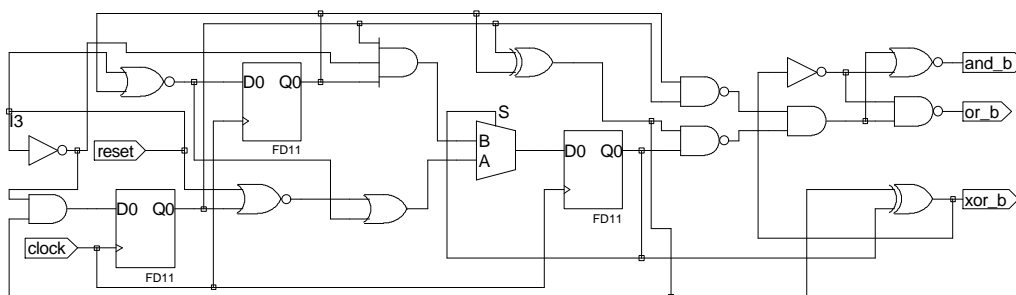 and_b
D0 Q0
or_b
I3
S
FD11
reset
B
A
D0 Q0
D0 Q0
xor_b
FD11
clock
FD11